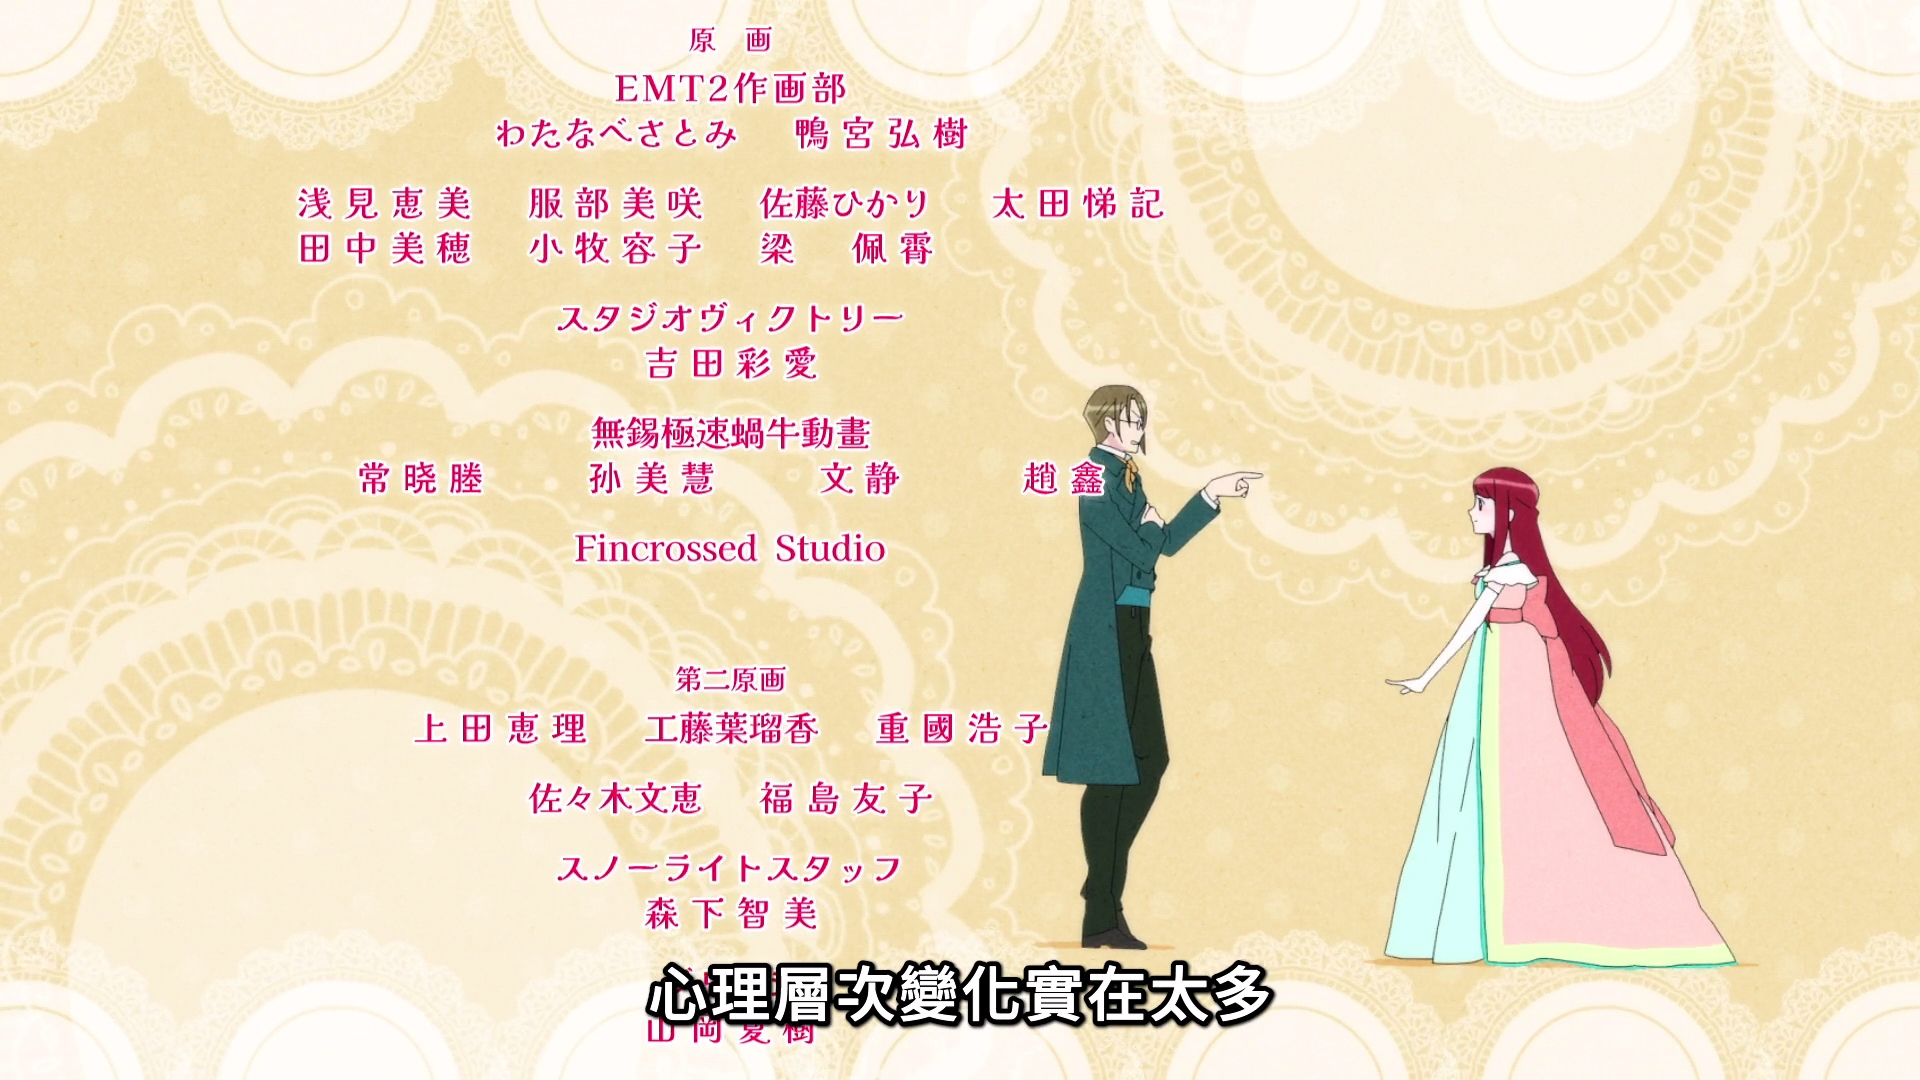 原 画
EMT2作画部
わたなべさとみ 鴨宮弘樹
浅見恵美 服部美咲 佐藤ひかり 太田悌記
田中美穂 小牧容子 梁 佩霄
スタジオヴィクトリー
吉田彩愛
無錫極速蝸牛動畫
常晓塍 孙美慧 文静 趙鑫
Fincrossed Studio
第二原画
上田恵理 工藤葉瑠香 重國浩子
佐々木文恵 福島友子
スノーライトスタッフ
森下智美
心理層次變化實在太多
山岡夏樹